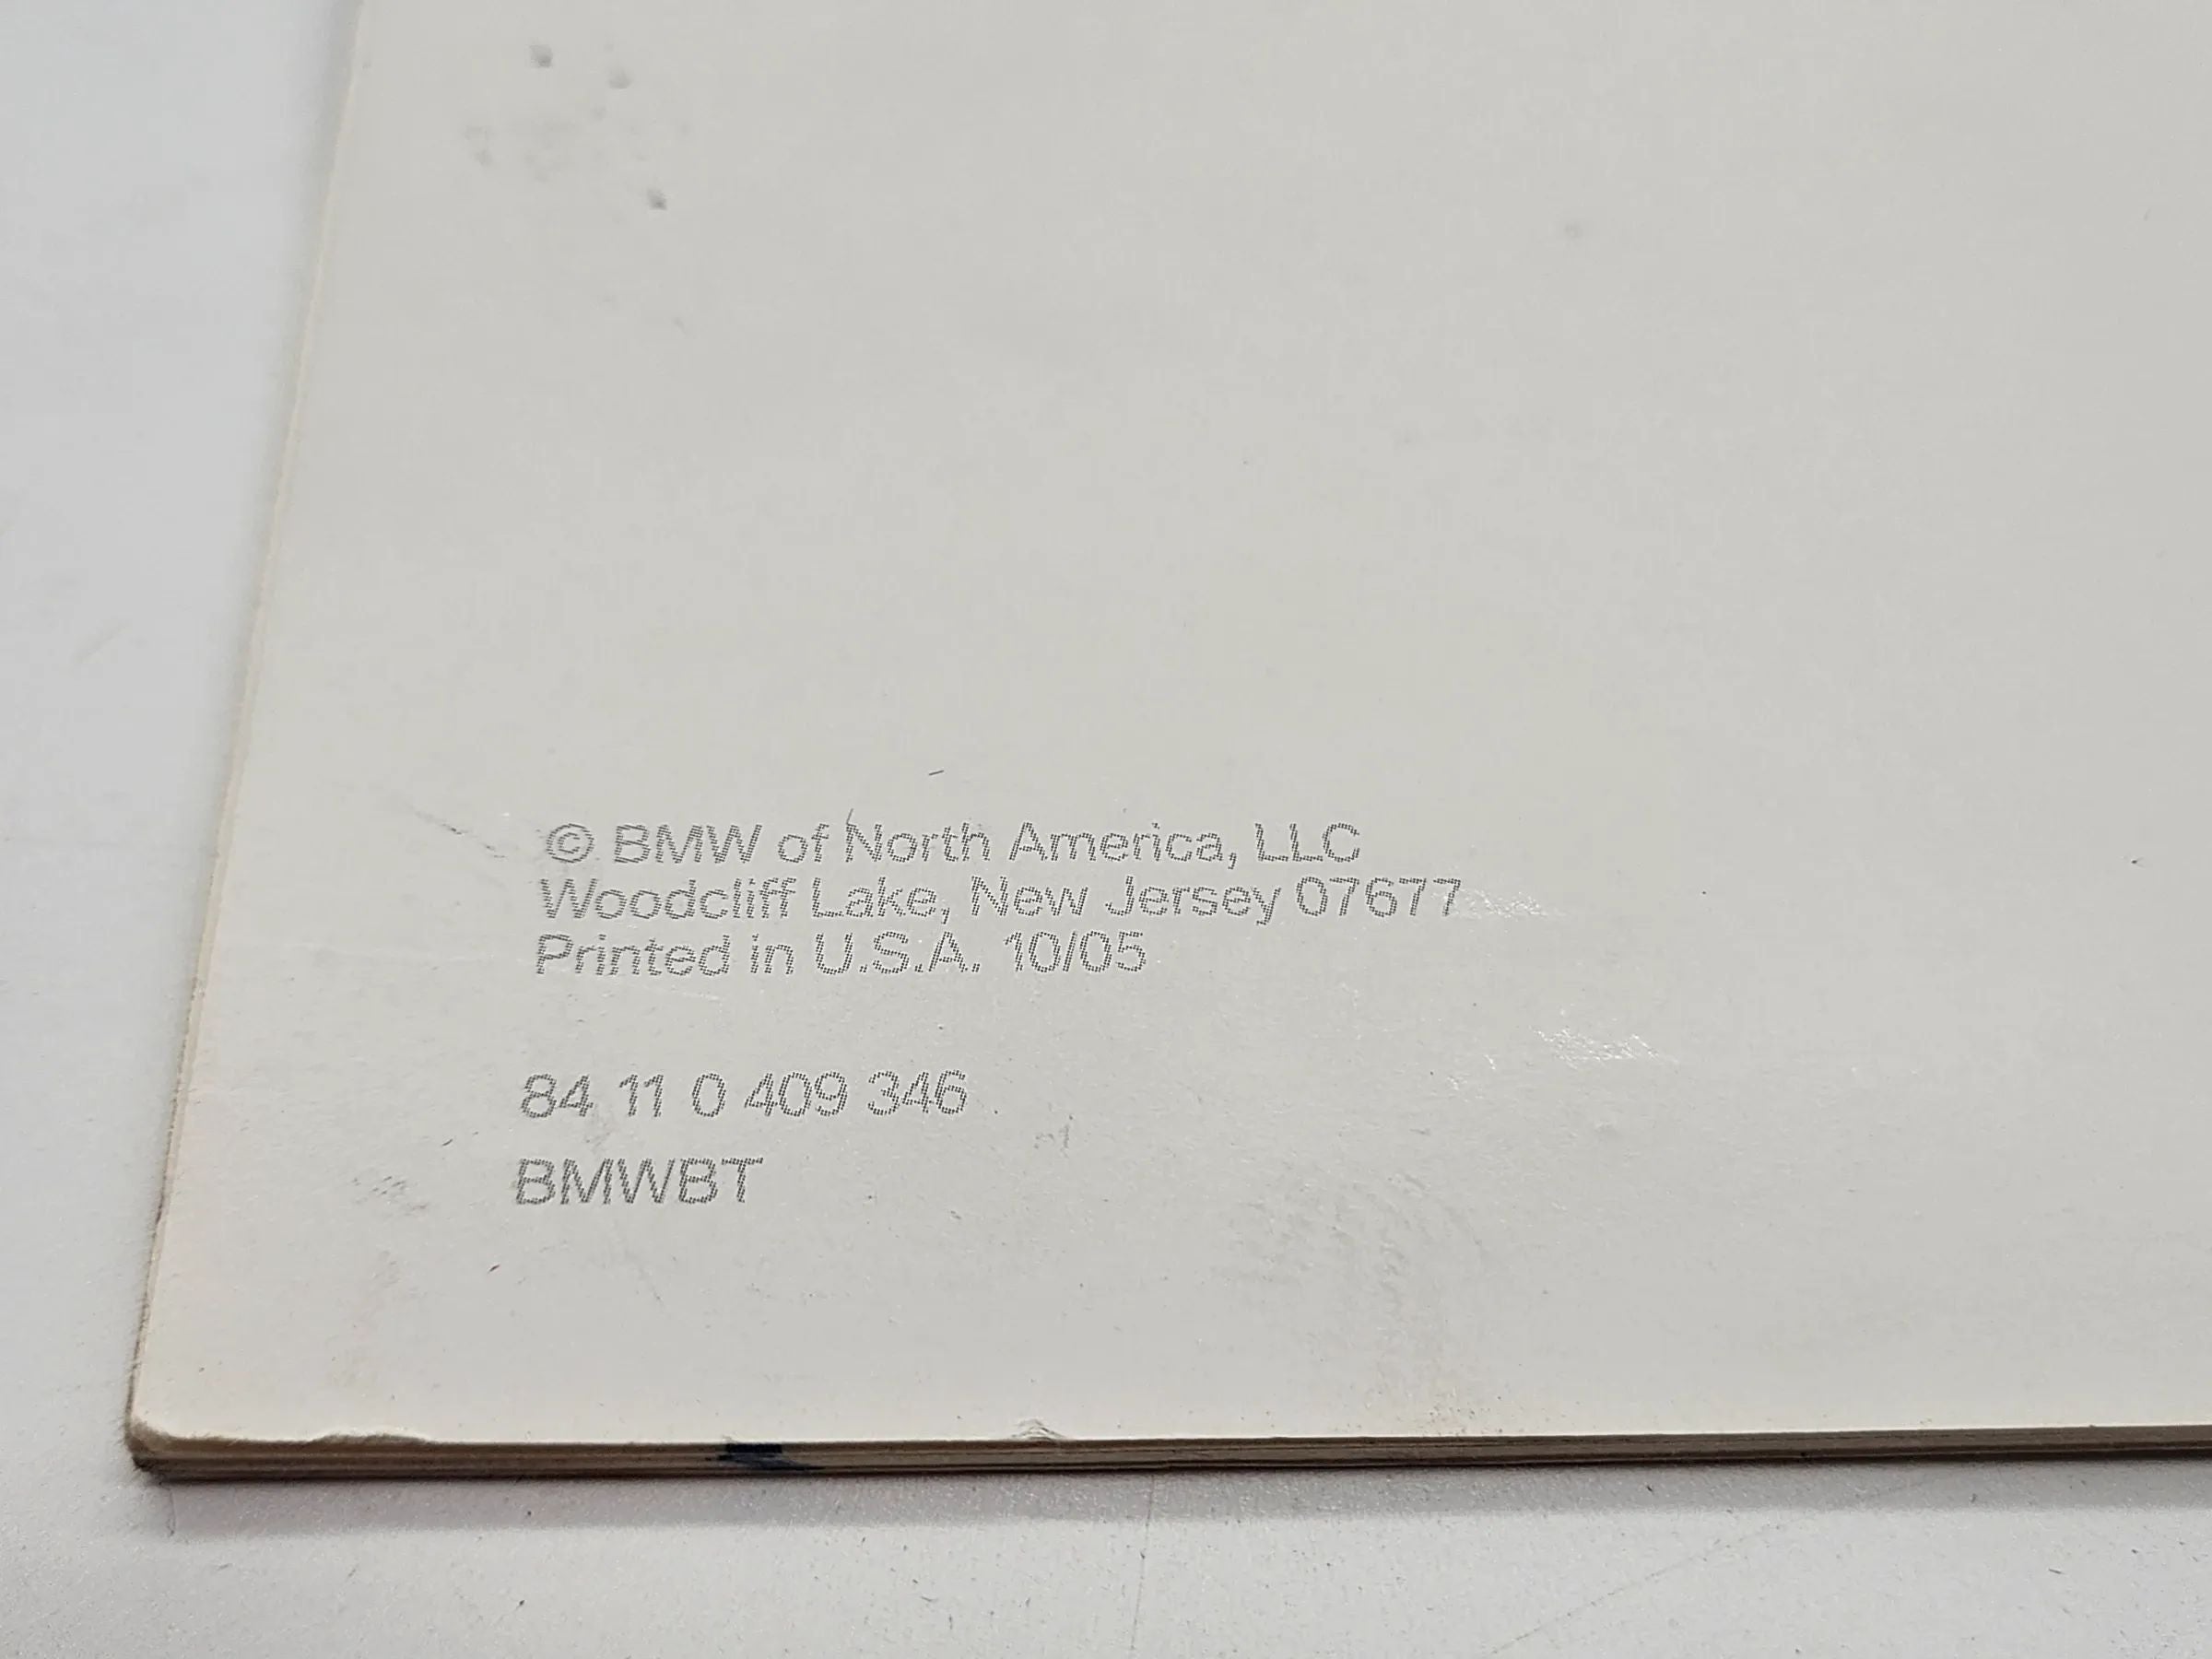 © BMW of North America, LLC
Woodcliff Lake, New Jersey 07677
Printed in U.S.A. 10/05
84 11 0 409 346
BMWBT